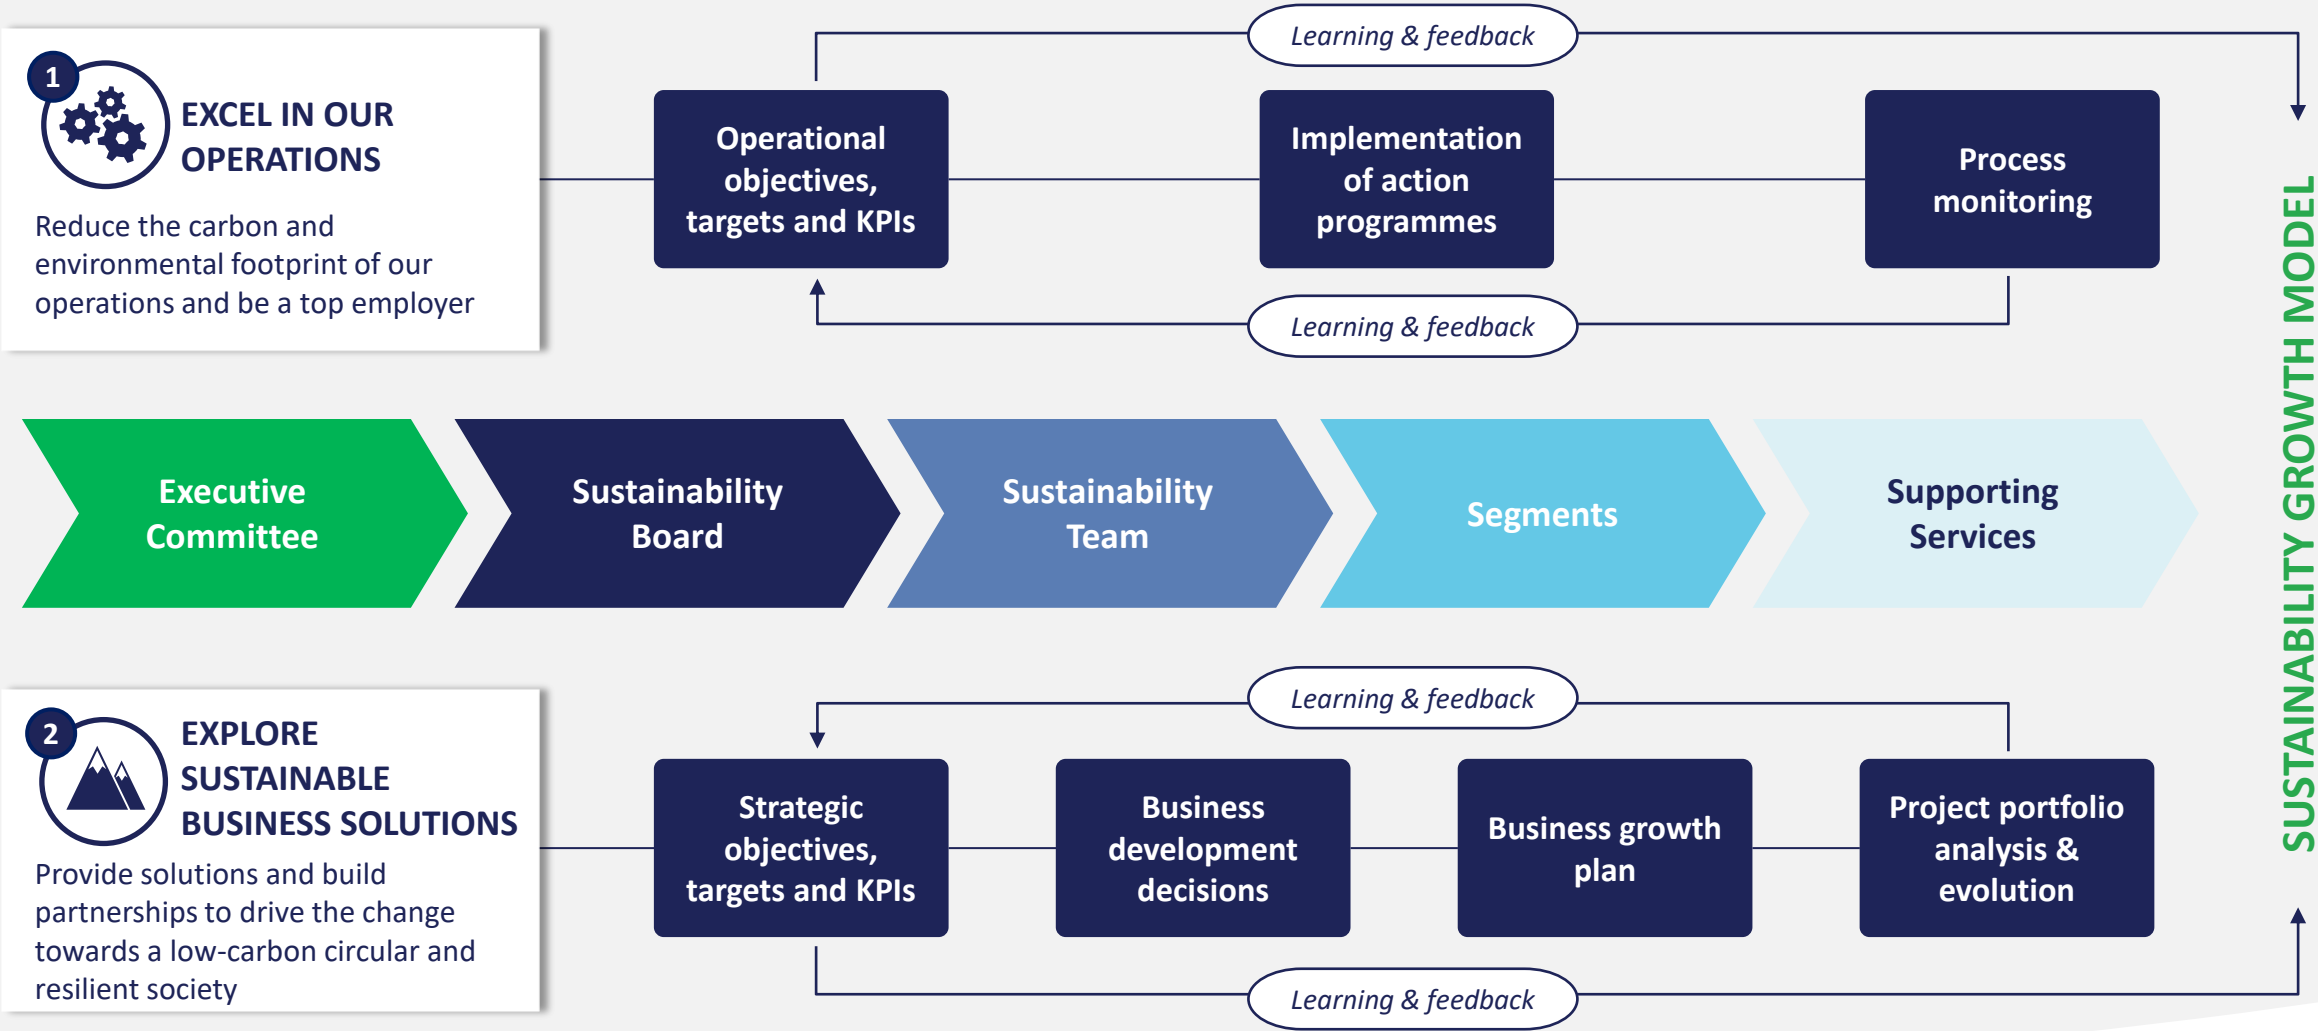 Learning & feedback
1
EXCEL IN OUR
OPERATIONS
Reduce the carbon and
environmental footprint of our
operations and be a top employer
Operational
objectives,
targets and KPIs
Implementation
of action
programmes
Process
monitoring
Learning & feedback
Executive
Committee
Sustainability
Board
Sustainability
Team
Segments
Supporting
Services
SUSTAINABILITY GROWTH MODEL
Learning & feedback
2
EXPLORE
SUSTAINABLE
BUSINESS SOLUTIONS
Provide solutions and build
partnerships to drive the change
towards a low-carbon circular and
resilient society
Strategic
objectives,
targets and KPIs
Business
development
decisions
Business growth
plan
Project portfolio
analysis &
evolution
Learning & feedback